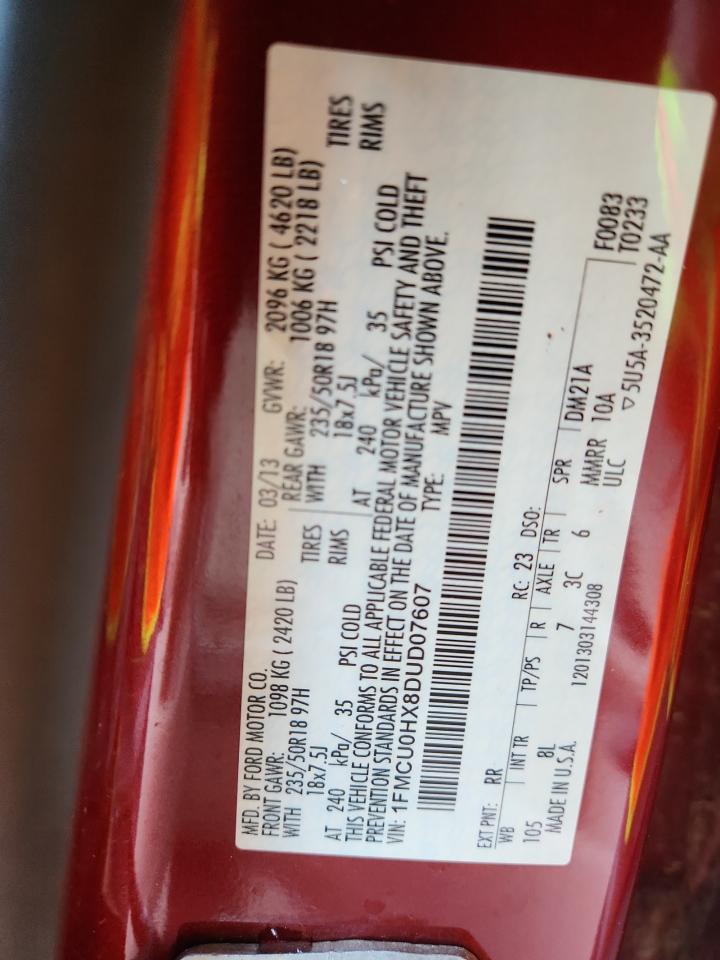 MFD. BY FORD MOTOR CO. DATE: 03/13 GVWR: 2096 KG ( 4620 LB)
FRONT GAWR: 1098 KG ( 2420 LB) REAR GAWR: 1006 KG ( 2218 LB)
WITH 235/50R18 97H TIRES WITH 235/50R18 97H TIRES
18x7.5J RIMS 18x7.5J RIMS
AT 240 kPa/ 35 PSI COLD AT 240 kPa/ 35 PSI COLD
THIS VEHICLE CONFORMS TO ALL APPLICABLE FEDERAL MOTOR VEHICLE SAFETY AND THEFT
PREVENTION STANDARDS IN EFFECT ON THE DATE OF MANUFACTURE SHOWN ABOVE.
VIN: 1FMCU0HX8DUD07607 TYPE: MPV
EXT PNT: RR RC: 23 DSO: F0083
WB INT TR TP/PS R AXLE TR SPR DM21A T0233
105 8L 7 3C 6 MMRR 10A
MADE IN U.S.A. 1201303144308 ULC ▽5U5A-3520472-AA